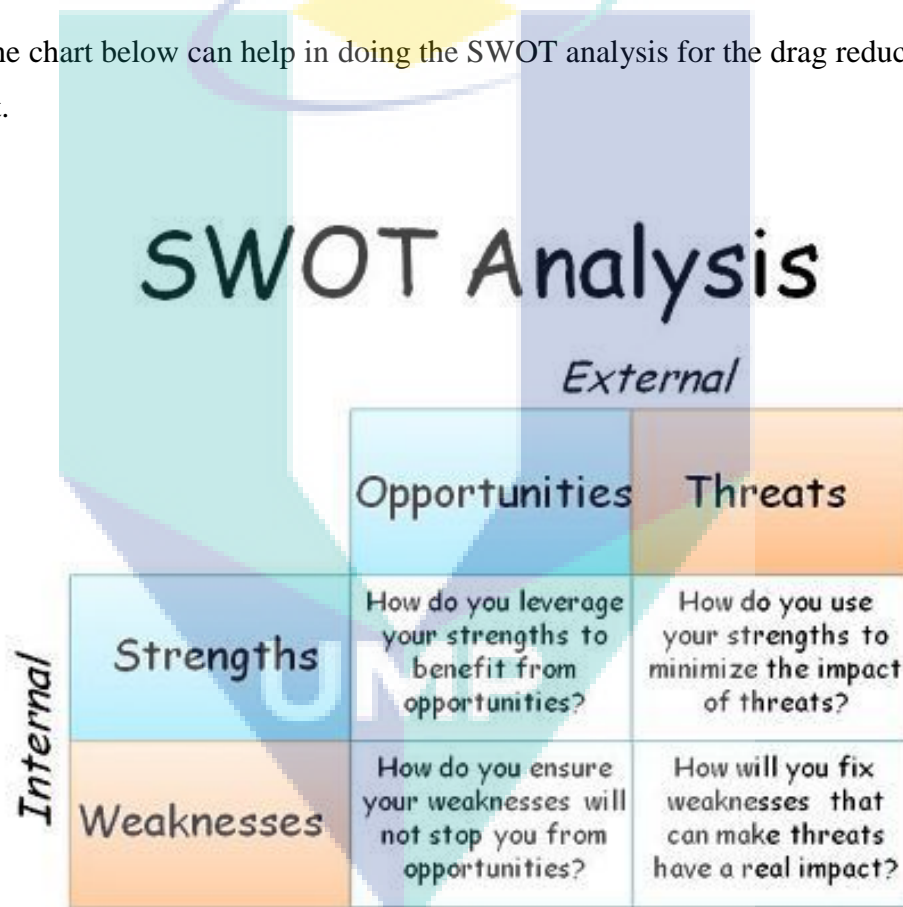 ne chart below can help in doing the SWOT analysis for the drag reduc
SWOT Analysis
External
Opportunities
Threats
Internal
Strengths
How do you leverage
your strengths to
benefit from
opportunities?
How do you use
your strengths to
minimize the impact
of threats?
Weaknesses
How do you ensure
your weaknesses will
not stop you from
opportunities?
How will you fix
weaknesses that
can make threats
have a real impact?
UMP